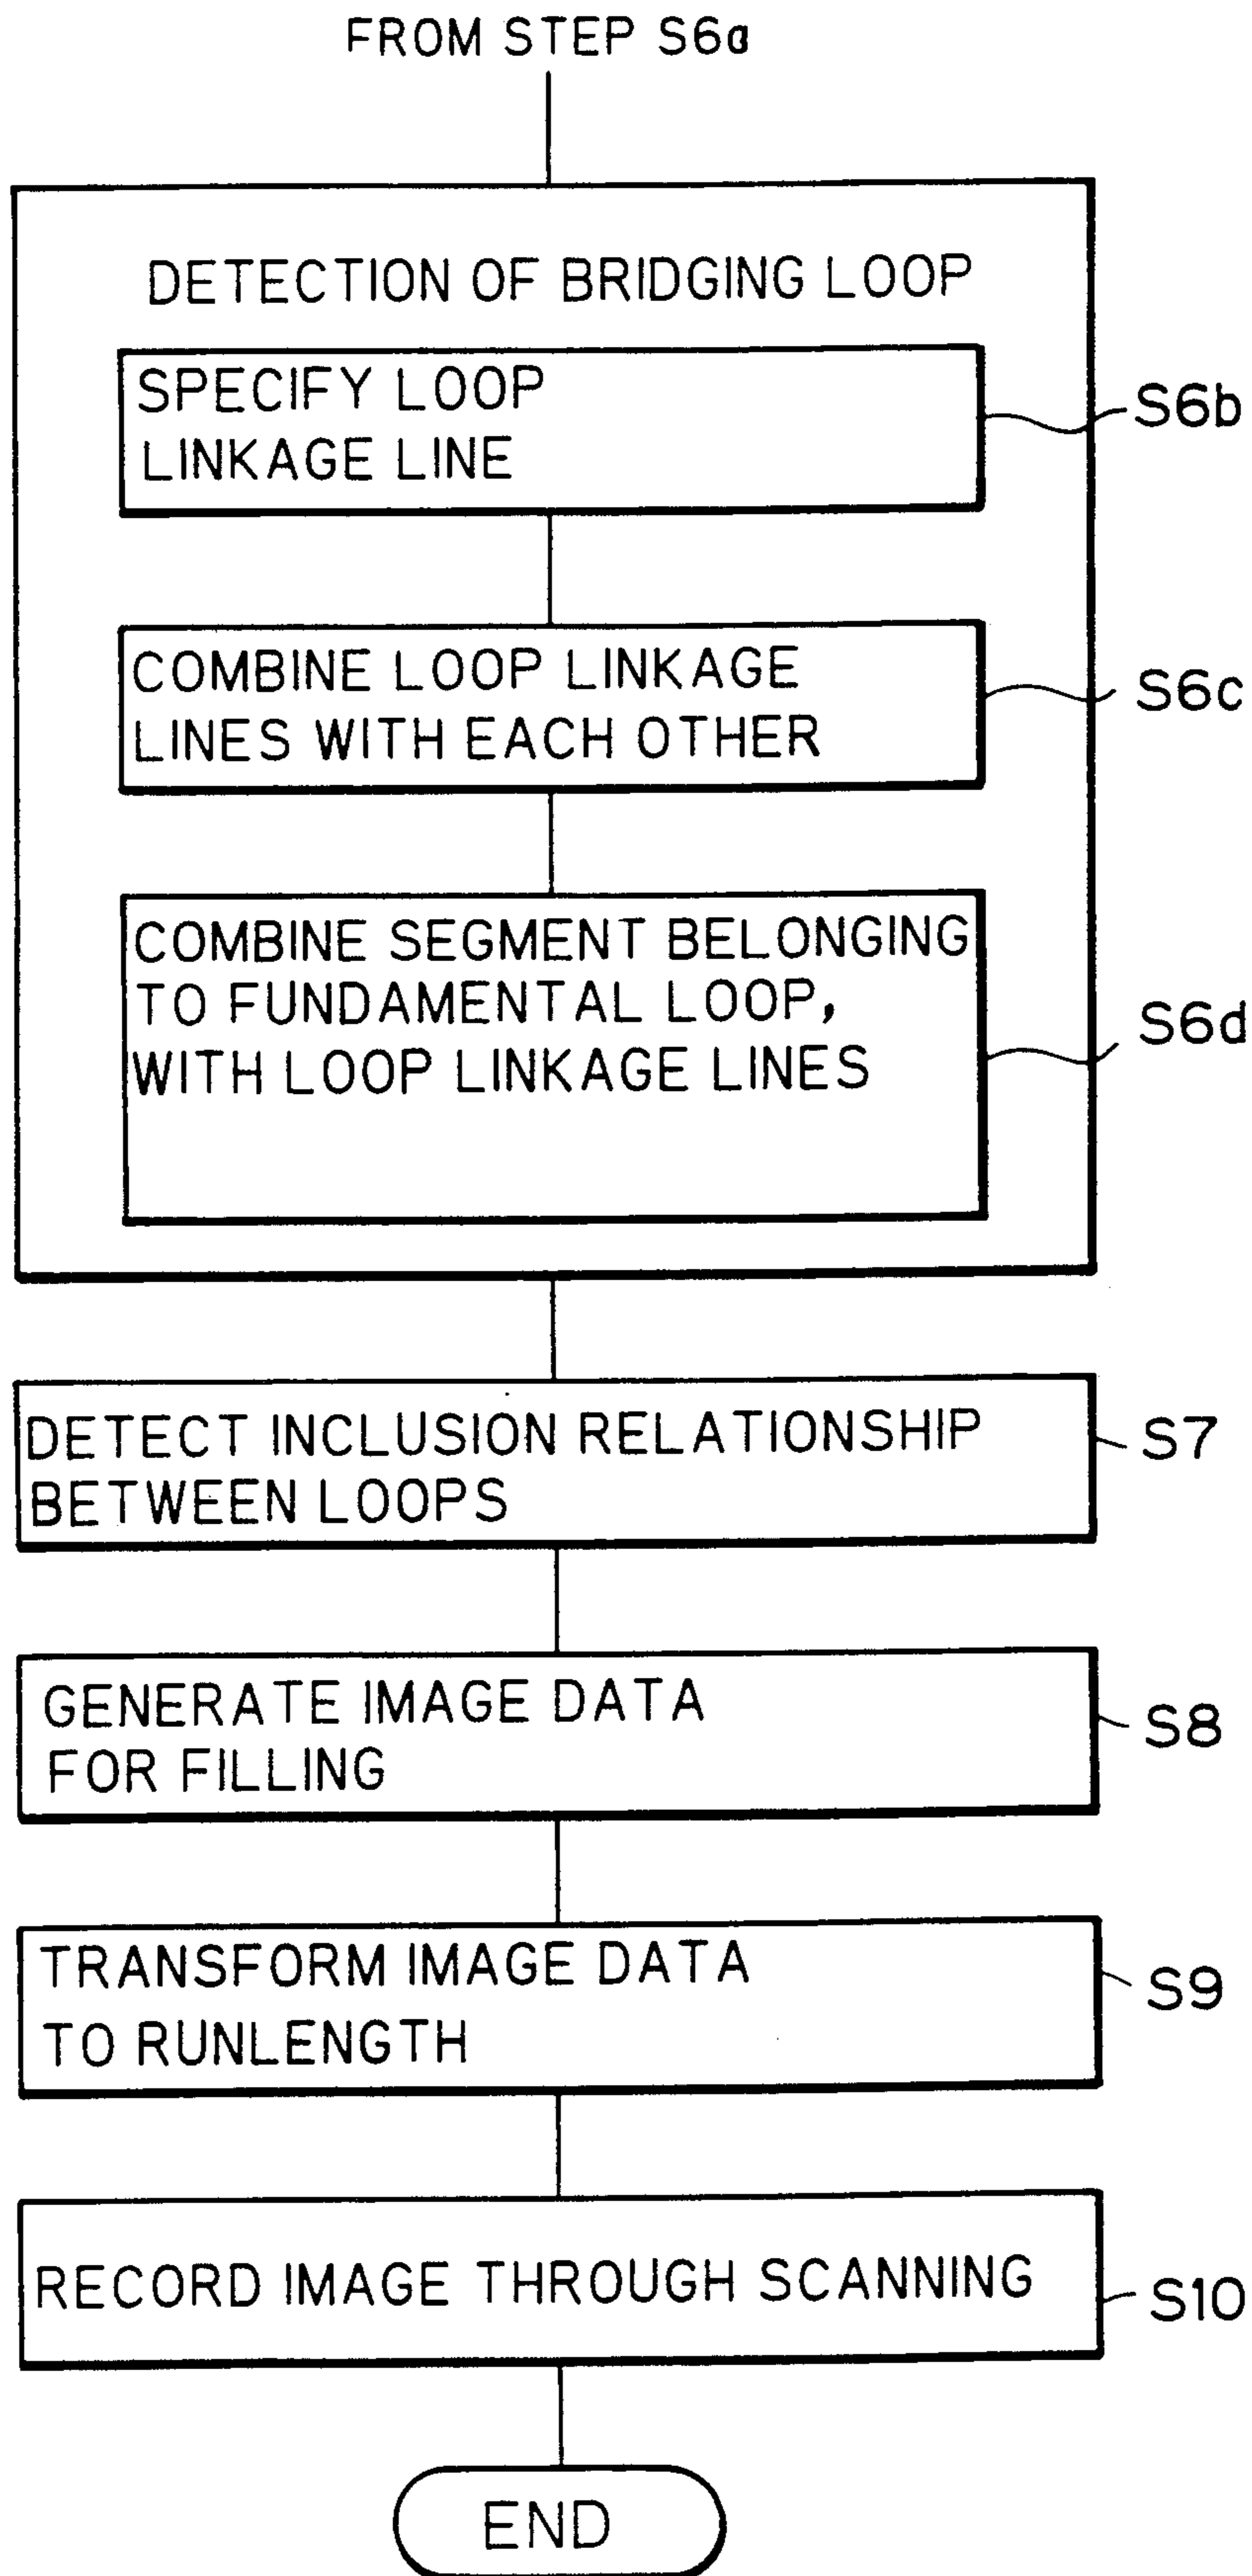 FROM STEP S6a
DETECTION OF BRIDGING LOOP
SPECIFY LOOP
LINKAGE LINE
S6b
COMBINE LOOP LINKAGE
LINES WITH EACH OTHER
S6c
COMBINE SEGMENT BELONGING
TO FUNDAMENTAL LOOP,
WITH LOOP LINKAGE LINES
S6d
DETECT INCLUSION RELATIONSHIP
BETWEEN LOOPS
S7
GENERATE IMAGE DATA
FOR FILLING
S8
TRANSFORM IMAGE DATA
TO RUNLENGTH
S9
RECORD IMAGE THROUGH SCANNING
S10
END